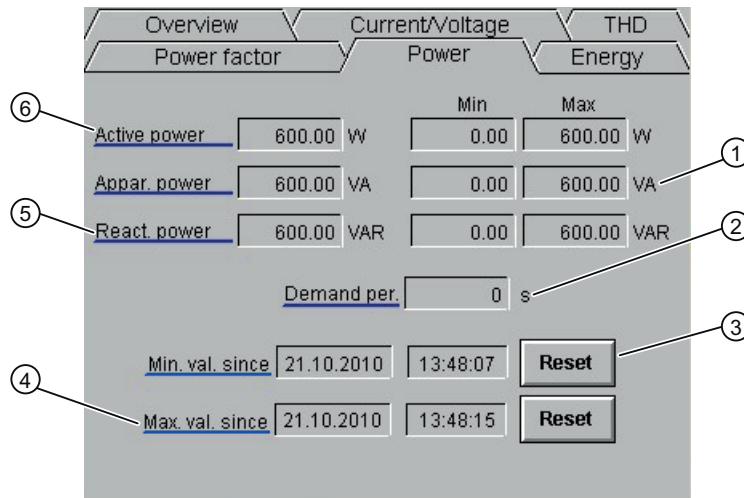 Overview Current/Voltage THD
Power factor Power Energy
Min Max
6
Active power 600.00 W 0.00 600.00 W
1
Appar. power 600.00 VA 0.00 600.00 VA
5
React. power 600.00 VAR 0.00 600.00 VAR
2
Demand per. 0 s
3
Min. val. since 21.10.2010 13:48:07 Reset
4
Max. val. since 21.10.2010 13:48:15 Reset